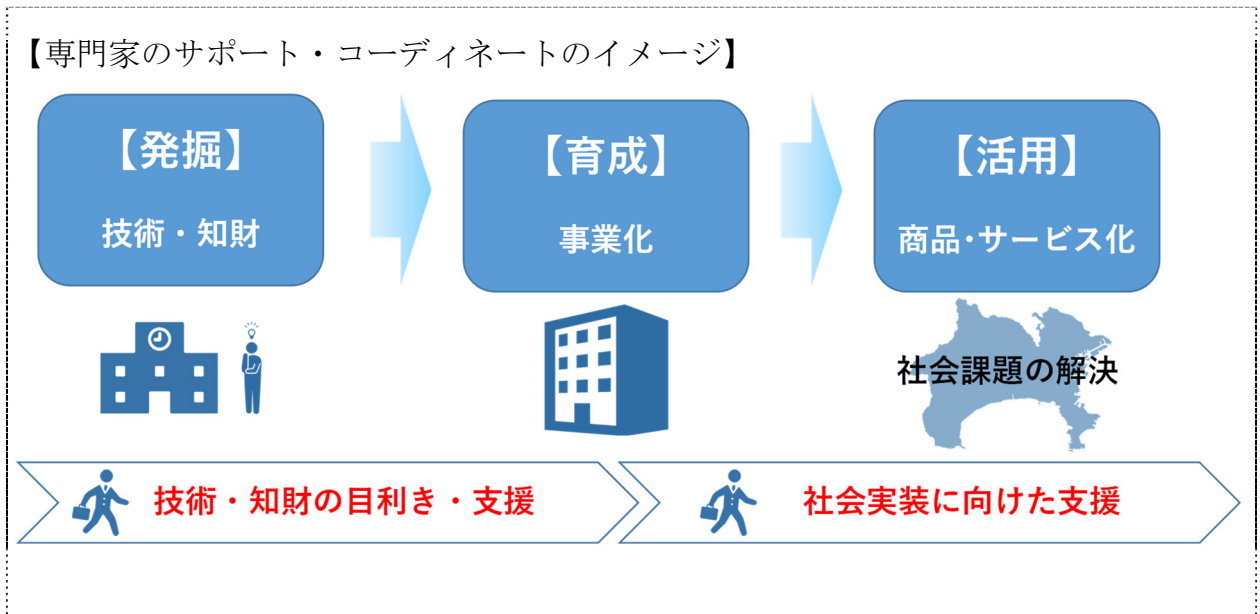 【専門家のサポート・コーディネートのイメージ】
【発掘】
技術・知財
【育成】
事業化
【活用】
商品･サービス化
社会課題の解決
技術・知財の目利き・支援
社会実装に向けた支援